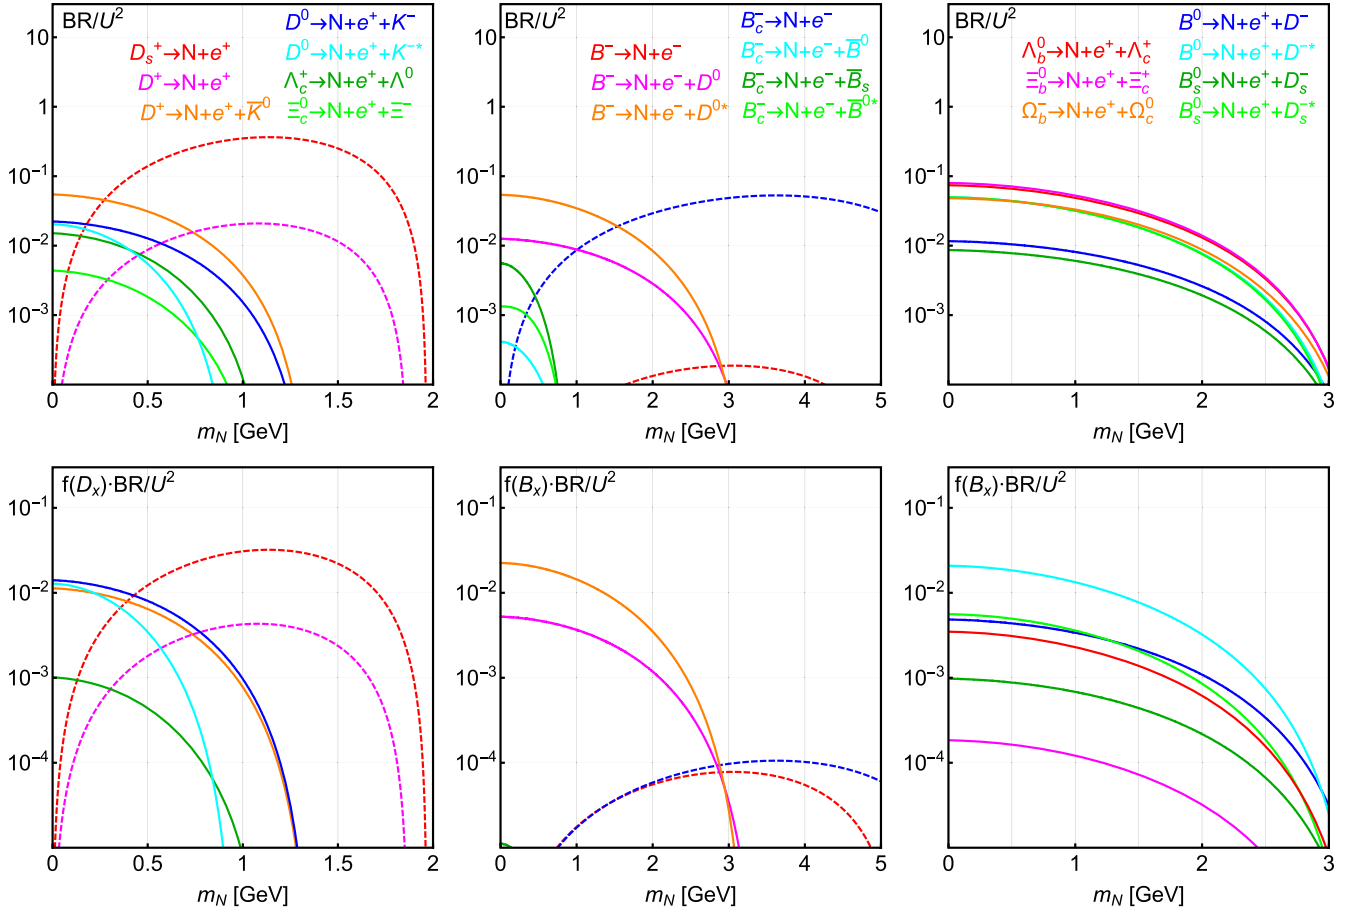 BR/U²
D⁰→N+e⁺+K⁻
Dₛ⁺→N+e⁺
D⁰→N+e⁺+K⁻*
D⁺→N+e⁺
Λc⁺→N+e⁺+Λ⁰
D⁺→N+e⁺+K̅⁰
Ξc⁰→N+e⁺+Ξ⁻
10
1
10⁻¹
10⁻²
10⁻³
0 0.5 1 1.5 2
m_N [GeV]
BR/U²
Bc⁻→N+e⁻
B⁻→N+e⁻
Bc⁻→N+e⁻+B̅⁰
B⁻→N+e⁻+D⁰
Bc⁻→N+e⁻+B̅ₛ
B⁻→N+e⁻+D⁰*
Bc⁻→N+e⁻+B̅⁰*
10
1
10⁻¹
10⁻²
10⁻³
0 1 2 3 4 5
m_N [GeV]
BR/U²
B⁰→N+e⁺+D⁻
Λb⁰→N+e⁺+Λc⁺
B⁰→N+e⁺+D⁻*
Ξb⁰→N+e⁺+Ξc⁺
Bₛ⁰→N+e⁺+Dₛ⁻
Ωb⁻→N+e⁺+Ωc⁰
Bₛ⁰→N+e⁺+Dₛ⁻*
10
1
10⁻¹
10⁻²
10⁻³
0 1 2 3
m_N [GeV]
f(Dₓ)·BR/U²
10⁻¹
10⁻²
10⁻³
10⁻⁴
0 0.5 1 1.5 2
m_N [GeV]
f(Bₓ)·BR/U²
10⁻¹
10⁻²
10⁻³
10⁻⁴
0 1 2 3 4 5
m_N [GeV]
f(Bₓ)·BR/U²
10⁻¹
10⁻²
10⁻³
10⁻⁴
0 1 2 3
m_N [GeV]